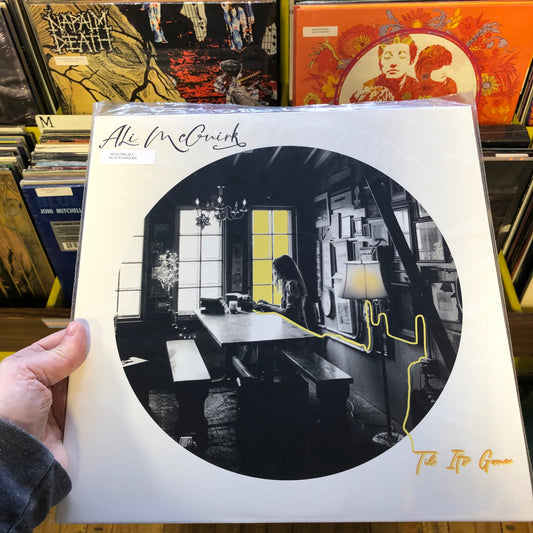 NAPALM
DEATH
M
ALi McGuirk
JONI MITCHELL
Til It's Gone